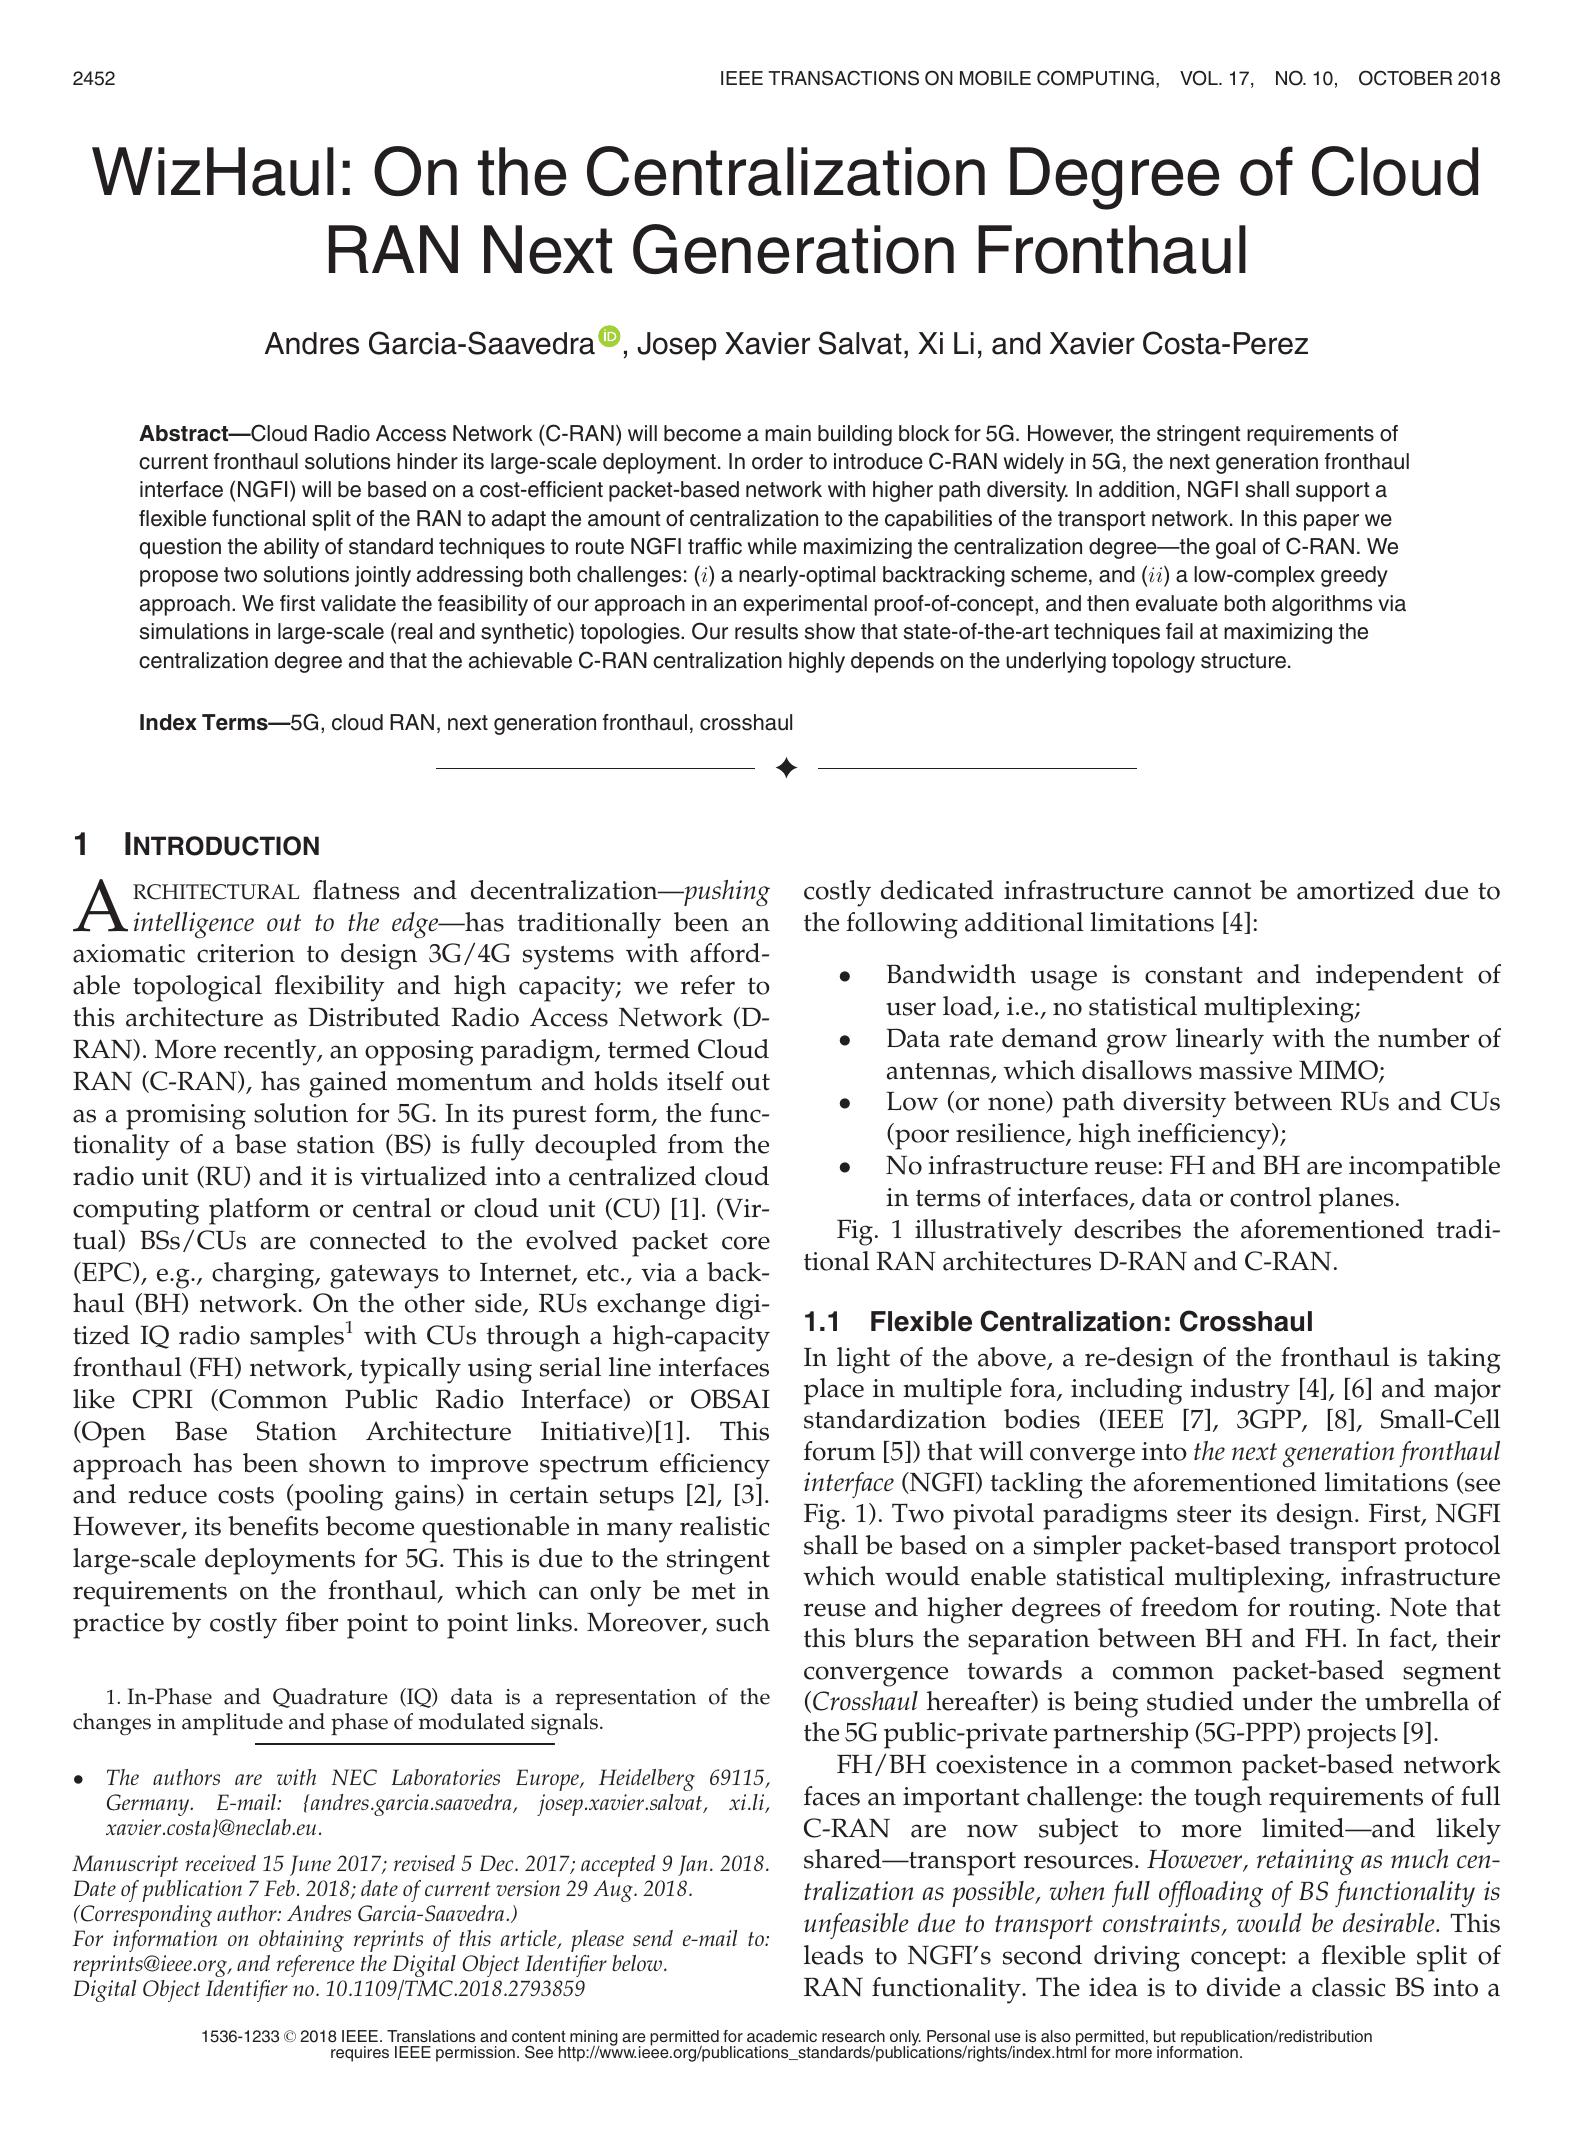 2452
IEEE TRANSACTIONS ON MOBILE COMPUTING, VOL. 17, NO. 10, OCTOBER 2018
WizHaul: On the Centralization Degree of Cloud
RAN Next Generation Fronthaul
Andres Garcia-Saavedra iD, Josep Xavier Salvat, Xi Li, and Xavier Costa-Perez
Abstract—Cloud Radio Access Network (C-RAN) will become a main building block for 5G. However, the stringent requirements of
current fronthaul solutions hinder its large-scale deployment. In order to introduce C-RAN widely in 5G, the next generation fronthaul
interface (NGFI) will be based on a cost-efficient packet-based network with higher path diversity. In addition, NGFI shall support a
flexible functional split of the RAN to adapt the amount of centralization to the capabilities of the transport network. In this paper we
question the ability of standard techniques to route NGFI traffic while maximizing the centralization degree—the goal of C-RAN. We
propose two solutions jointly addressing both challenges: (i) a nearly-optimal backtracking scheme, and (ii) a low-complex greedy
approach. We first validate the feasibility of our approach in an experimental proof-of-concept, and then evaluate both algorithms via
simulations in large-scale (real and synthetic) topologies. Our results show that state-of-the-art techniques fail at maximizing the
centralization degree and that the achievable C-RAN centralization highly depends on the underlying topology structure.
Index Terms—5G, cloud RAN, next generation fronthaul, crosshaul
1 INTRODUCTION
ARCHITECTURAL flatness and decentralization—pushing
intelligence out to the edge—has traditionally been an
axiomatic criterion to design 3G/4G systems with afford-
able topological flexibility and high capacity; we refer to
this architecture as Distributed Radio Access Network (D-
RAN). More recently, an opposing paradigm, termed Cloud
RAN (C-RAN), has gained momentum and holds itself out
as a promising solution for 5G. In its purest form, the func-
tionality of a base station (BS) is fully decoupled from the
radio unit (RU) and it is virtualized into a centralized cloud
computing platform or central or cloud unit (CU) [1]. (Vir-
tual) BSs/CUs are connected to the evolved packet core
(EPC), e.g., charging, gateways to Internet, etc., via a back-
haul (BH) network. On the other side, RUs exchange digi-
tized IQ radio samples1 with CUs through a high-capacity
fronthaul (FH) network, typically using serial line interfaces
like CPRI (Common Public Radio Interface) or OBSAI
(Open Base Station Architecture Initiative)[1]. This
approach has been shown to improve spectrum efficiency
and reduce costs (pooling gains) in certain setups [2], [3].
However, its benefits become questionable in many realistic
large-scale deployments for 5G. This is due to the stringent
requirements on the fronthaul, which can only be met in
practice by costly fiber point to point links. Moreover, such
1. In-Phase and Quadrature (IQ) data is a representation of the
changes in amplitude and phase of modulated signals.
• The authors are with NEC Laboratories Europe, Heidelberg 69115,
Germany. E-mail: {andres.garcia.saavedra, josep.xavier.salvat, xi.li,
xavier.costa}@neclab.eu.
Manuscript received 15 June 2017; revised 5 Dec. 2017; accepted 9 Jan. 2018.
Date of publication 7 Feb. 2018; date of current version 29 Aug. 2018.
(Corresponding author: Andres Garcia-Saavedra.)
For information on obtaining reprints of this article, please send e-mail to:
reprints@ieee.org, and reference the Digital Object Identifier below.
Digital Object Identifier no. 10.1109/TMC.2018.2793859
costly dedicated infrastructure cannot be amortized due to
the following additional limitations [4]:
• Bandwidth usage is constant and independent of
user load, i.e., no statistical multiplexing;
• Data rate demand grow linearly with the number of
antennas, which disallows massive MIMO;
• Low (or none) path diversity between RUs and CUs
(poor resilience, high inefficiency);
• No infrastructure reuse: FH and BH are incompatible
in terms of interfaces, data or control planes.
Fig. 1 illustratively describes the aforementioned tradi-
tional RAN architectures D-RAN and C-RAN.
1.1 Flexible Centralization: Crosshaul
In light of the above, a re-design of the fronthaul is taking
place in multiple fora, including industry [4], [6] and major
standardization bodies (IEEE [7], 3GPP, [8], Small-Cell
forum [5]) that will converge into the next generation fronthaul
interface (NGFI) tackling the aforementioned limitations (see
Fig. 1). Two pivotal paradigms steer its design. First, NGFI
shall be based on a simpler packet-based transport protocol
which would enable statistical multiplexing, infrastructure
reuse and higher degrees of freedom for routing. Note that
this blurs the separation between BH and FH. In fact, their
convergence towards a common packet-based segment
(Crosshaul hereafter) is being studied under the umbrella of
the 5G public-private partnership (5G-PPP) projects [9].
FH/BH coexistence in a common packet-based network
faces an important challenge: the tough requirements of full
C-RAN are now subject to more limited—and likely
shared—transport resources. However, retaining as much cen-
tralization as possible, when full offloading of BS functionality is
unfeasible due to transport constraints, would be desirable. This
leads to NGFI's second driving concept: a flexible split of
RAN functionality. The idea is to divide a classic BS into a
1536-1233 © 2018 IEEE. Translations and content mining are permitted for academic research only. Personal use is also permitted, but republication/redistribution
requires IEEE permission. See http://www.ieee.org/publications_standards/publications/rights/index.html for more information.